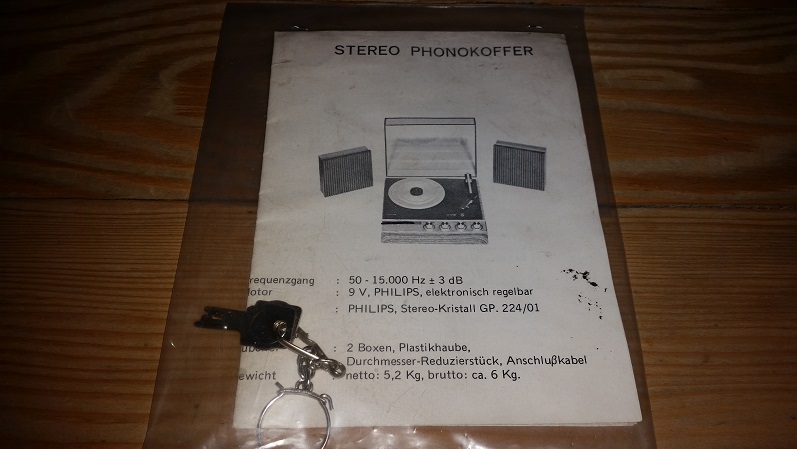 STEREO PHONOKOFFER
requenzgang : 50 - 15.000 Hz ± 3 dB
otor : 9 V, PHILIPS, elektronisch regelbar
: PHILIPS, Stereo-Kristall GP. 224/01
: 2 Boxen, Plastikhaube,
Durchmesser-Reduzierstück, Anschlußkabel
ewicht : netto: 5,2 Kg, brutto: ca. 6 Kg.